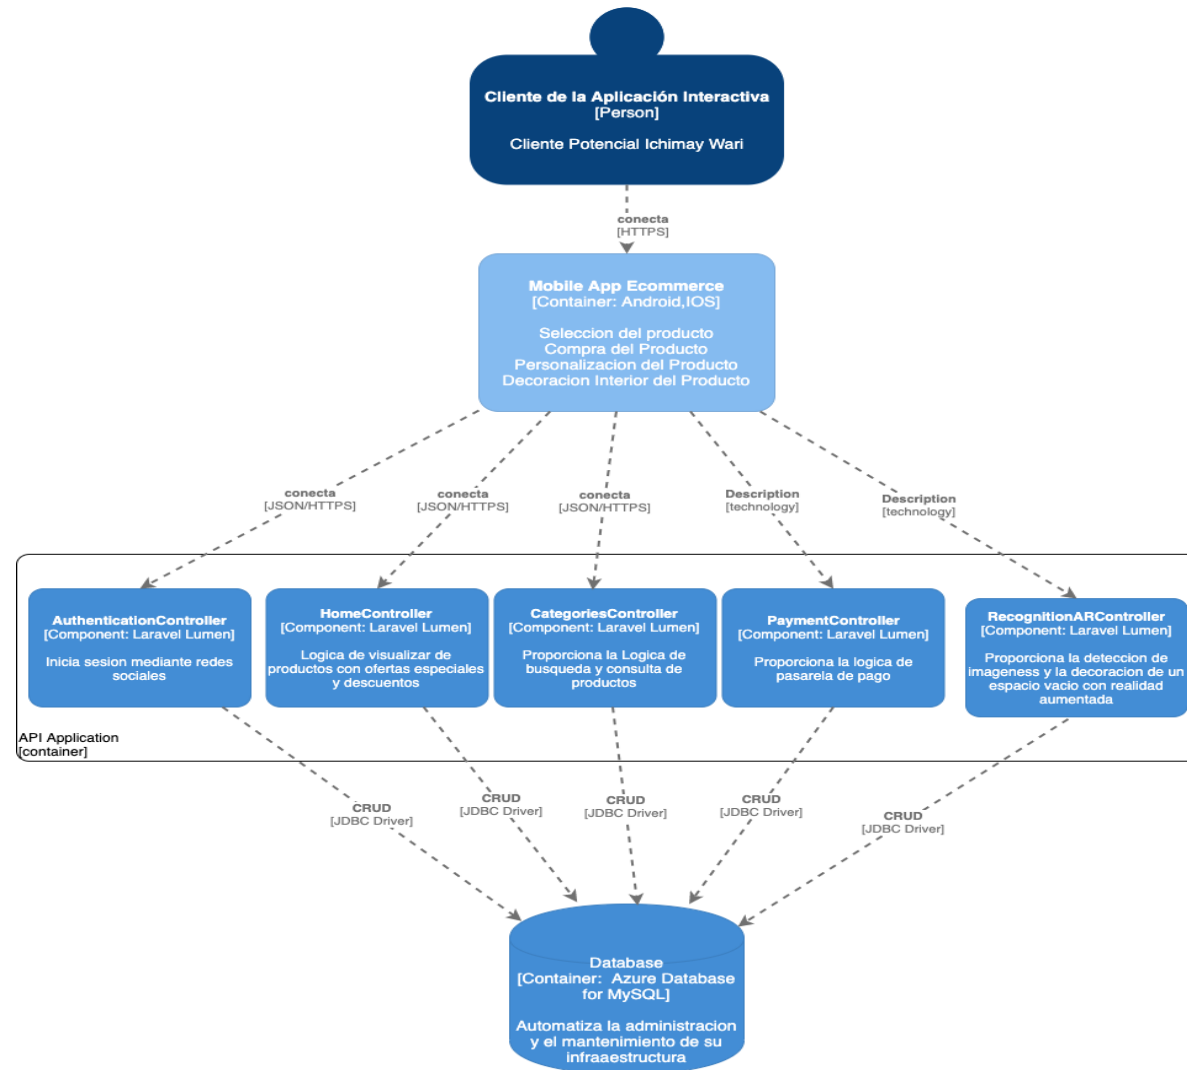 Cliente de la Aplicación Interactiva
[Person]
Cliente Potencial Ichimay Wari
conecta
[HTTPS]
Mobile App Ecommerce
[Container: Android,IOS]
Seleccion del producto
Compra del Producto
Personalizacion del Producto
Decoracion Interior del Producto
conecta
[JSON/HTTPS]
conecta
[JSON/HTTPS]
conecta
[JSON/HTTPS]
Description
[technology]
Description
[technology]
AuthenticationController
[Component: Laravel Lumen]
Inicia sesion mediante redes
sociales
HomeController
[Component: Laravel Lumen]
Logica de visualizar de
productos con ofertas especiales
y descuentos
CategoriesController
[Component: Laravel Lumen]
Proporciona la Logica de
busqueda y consulta de
productos
PaymentController
[Component: Laravel Lumen]
Proporciona la logica de
pasarela de pago
RecognitionARController
[Component: Laravel Lumen]
Proporciona la deteccion de
imageness y la decoracion de un
espacio vacio con realidad
aumentada
API Application
[container]
CRUD
[JDBC Driver]
CRUD
[JDBC Driver]
CRUD
[JDBC Driver]
CRUD
[JDBC Driver]
CRUD
[JDBC Driver]
Database
[Container:  Azure Database
for MySQL]
Automatiza la administracion
y el mantenimiento de su
infraaestructura